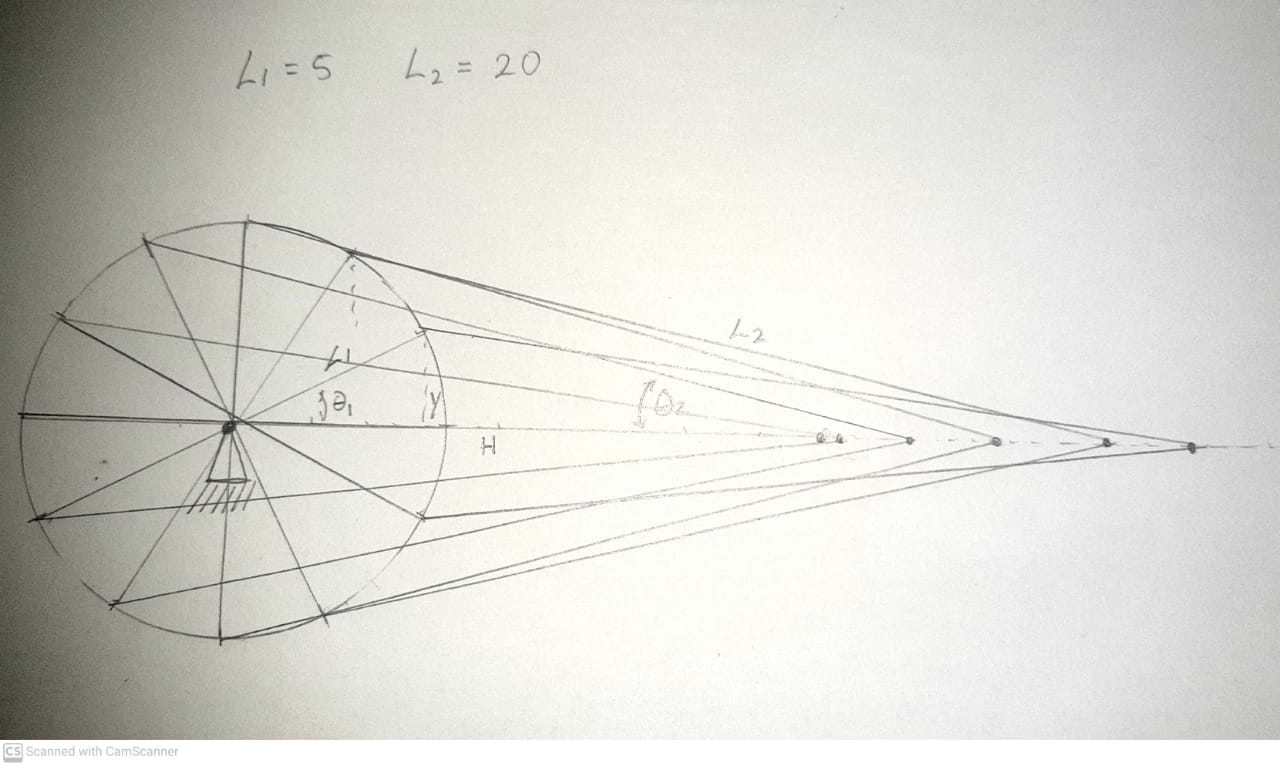 L1 = 5 L2 = 20
L2
L1
θ1
y
θ2
H
CS Scanned with CamScanner